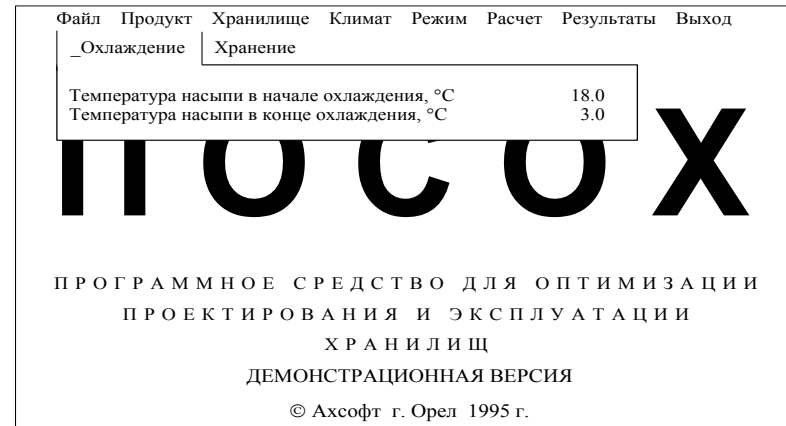 Файл Продукт Хранилище Климат Режим Расчет Результаты Выход
_Охлаждение Хранение
Температура насыпи в начале охлаждения, °С 18.0
Температура насыпи в конце охлаждения, °С 3.0
ПОСОХ
ПРОГРАММНОЕ СРЕДСТВО ДЛЯ ОПТИМИЗАЦИИ
ПРОЕКТИРОВАНИЯ И ЭКСПЛУАТАЦИИ
ХРАНИЛИЩ
ДЕМОНСТРАЦИОННАЯ ВЕРСИЯ
© Ахсофт г. Орел 1995 г.